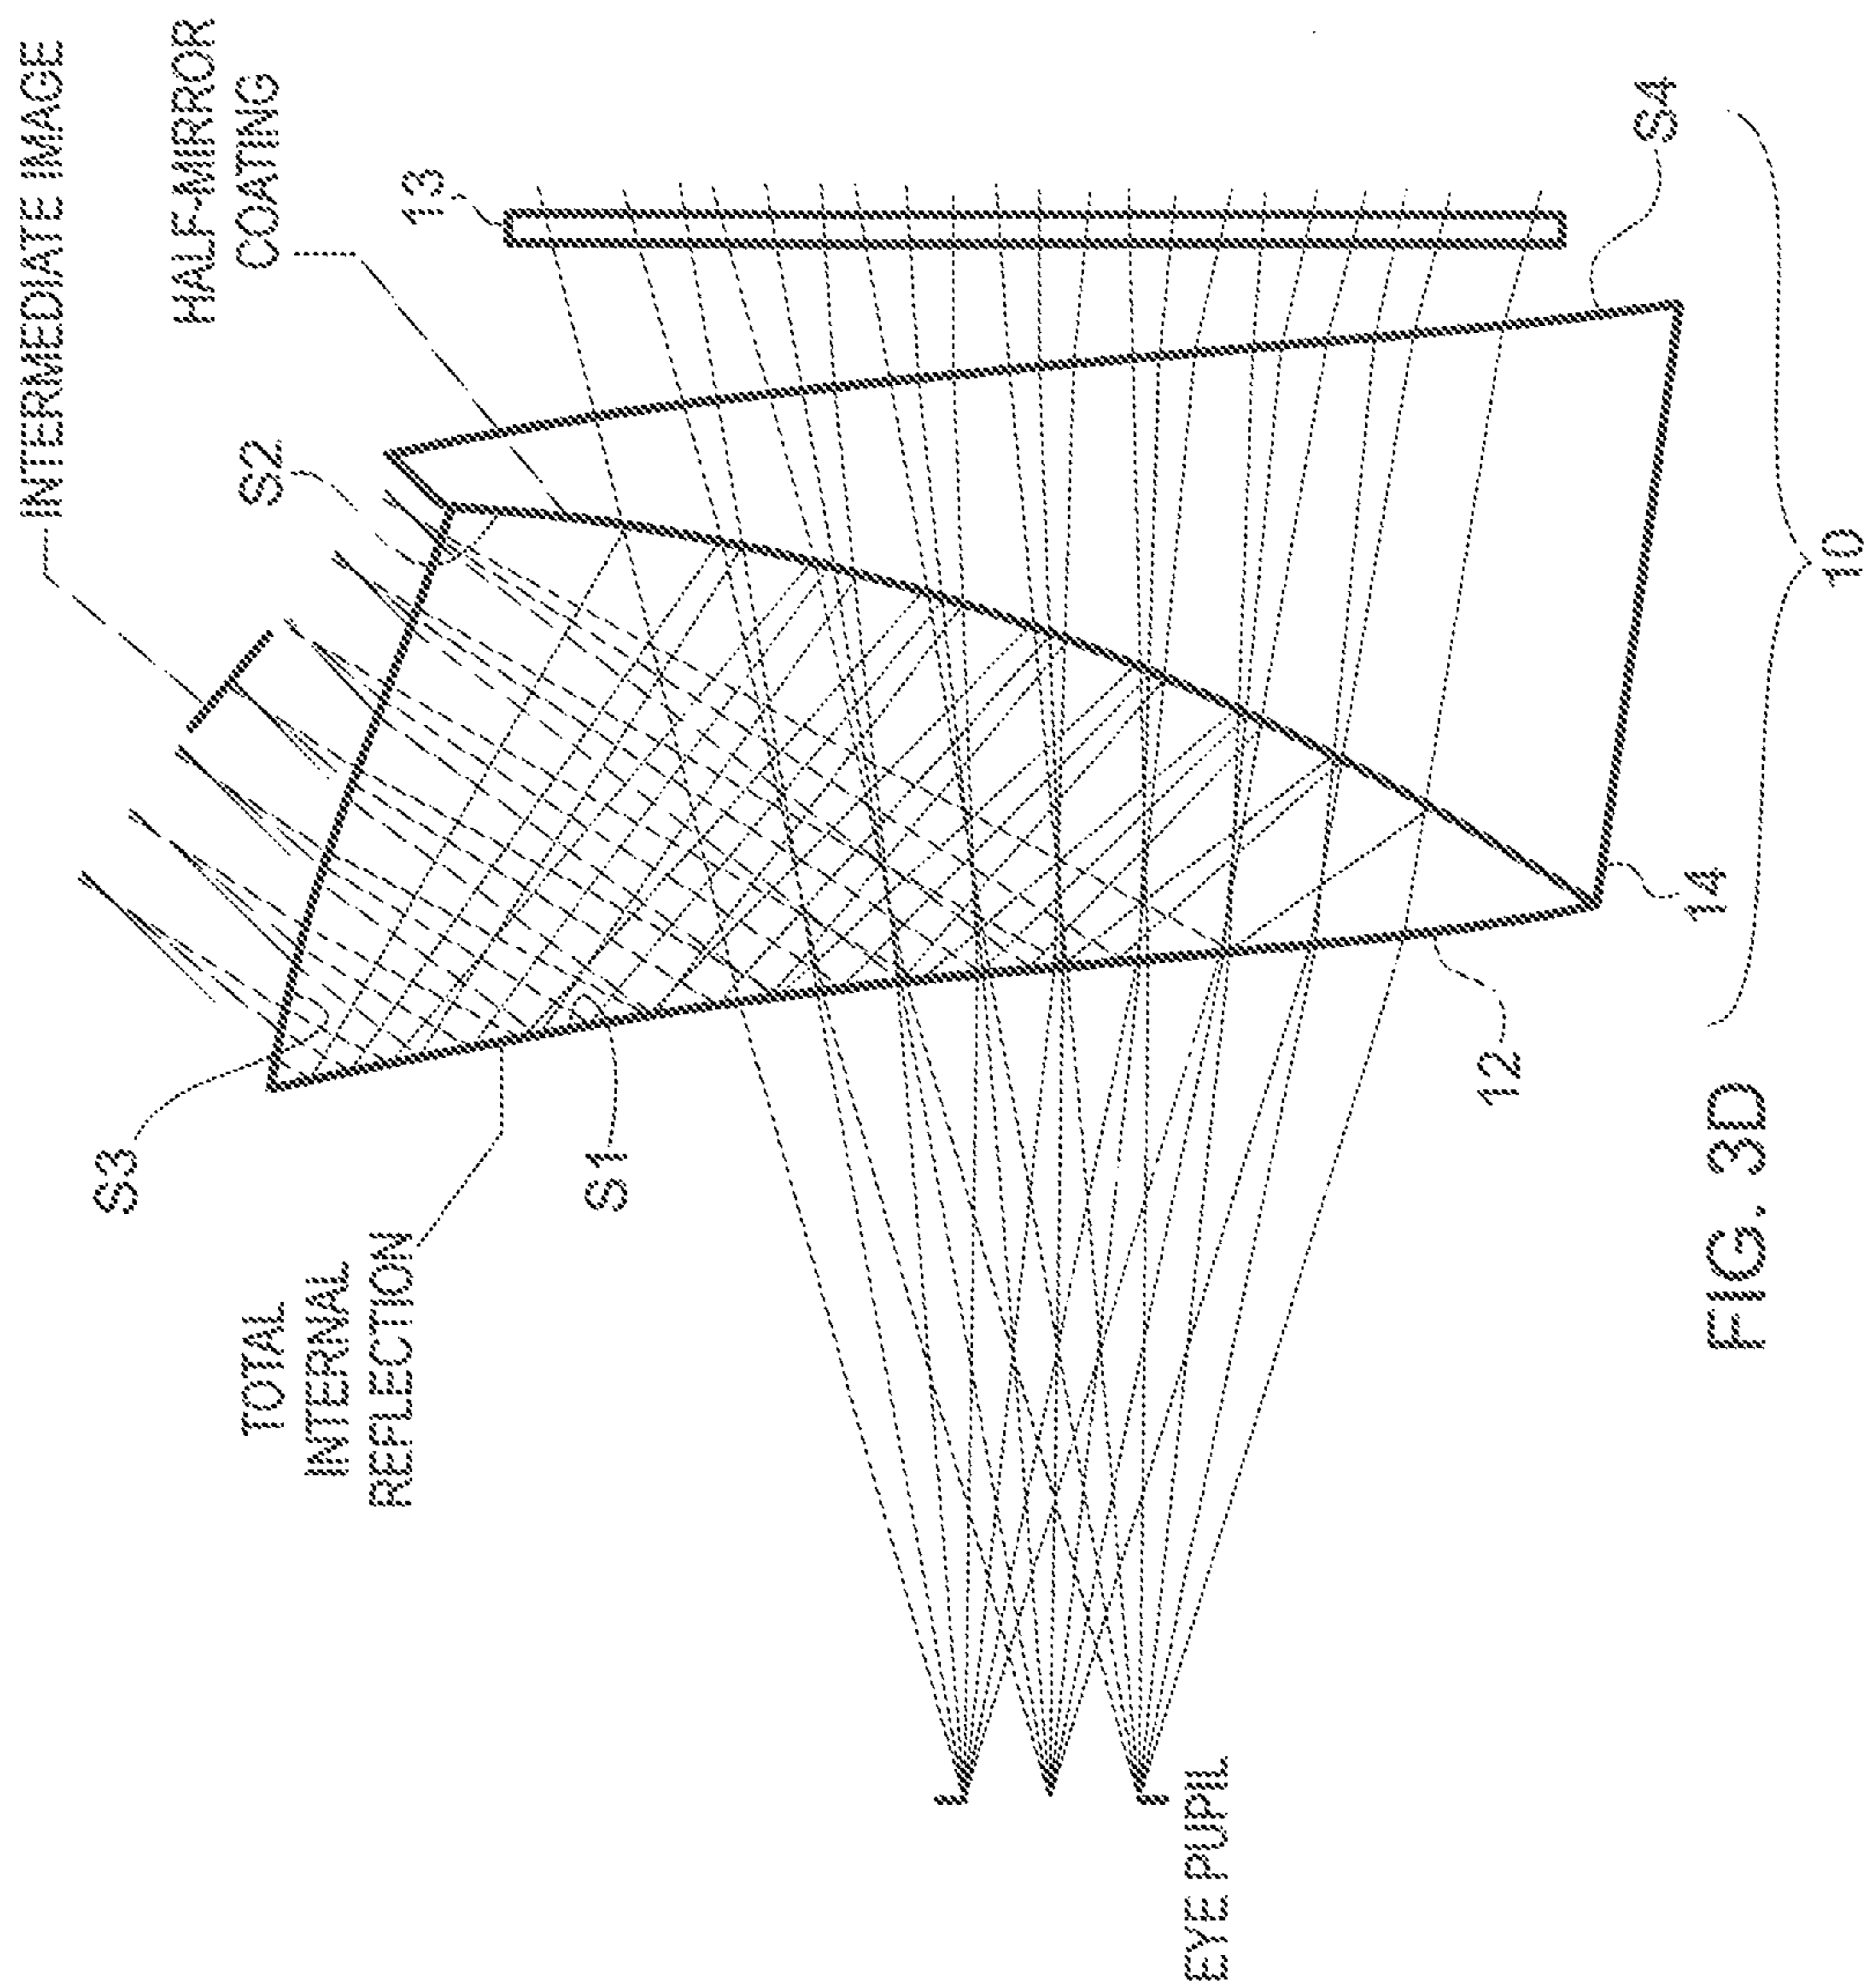 INTERMEDIATE IMAGE
HALF-MIRROR
COATING
13
S2
S4
S3
TOTAL
INTERNAL
REFLECTION
S1
12
14
10
EYE PUPIL
FIG. 3D